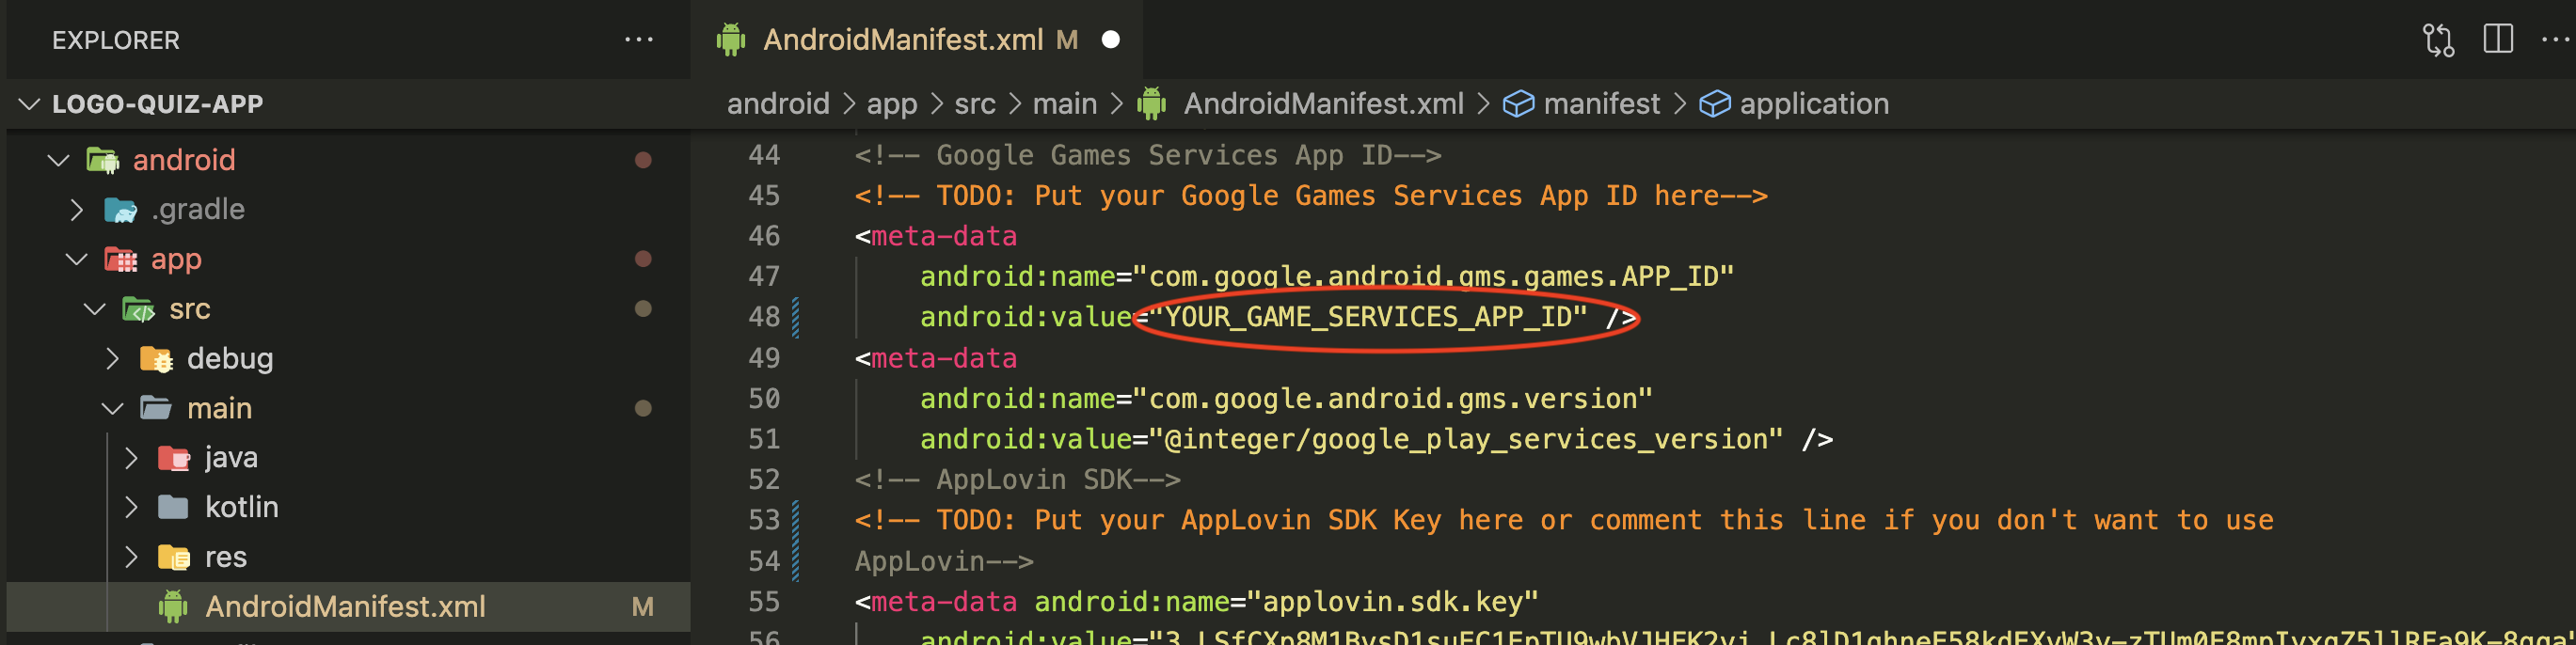 EXPLORER
LOGO-QUIZ-APP
android
.gradle
app
src
debug
main
java
kotlin
res
AndroidManifest.xml M
AndroidManifest.xml M
android > app > src > main > AndroidManifest.xml > manifest > application
44 <!-- Google Games Services App ID-->
45 <!-- TODO: Put your Google Games Services App ID here-->
46 <meta-data
47 android:name="com.google.android.gms.games.APP_ID"
48 android:value="YOUR_GAME_SERVICES_APP_ID" />
49 <meta-data
50 android:name="com.google.android.gms.version"
51 android:value="@integer/google_play_services_version" />
52 <!-- AppLovin SDK-->
53 <!-- TODO: Put your AppLovin SDK Key here or comment this line if you don't want to use
54 AppLovin-->
55 <meta-data android:name="applovin.sdk.key"
56 android:value=